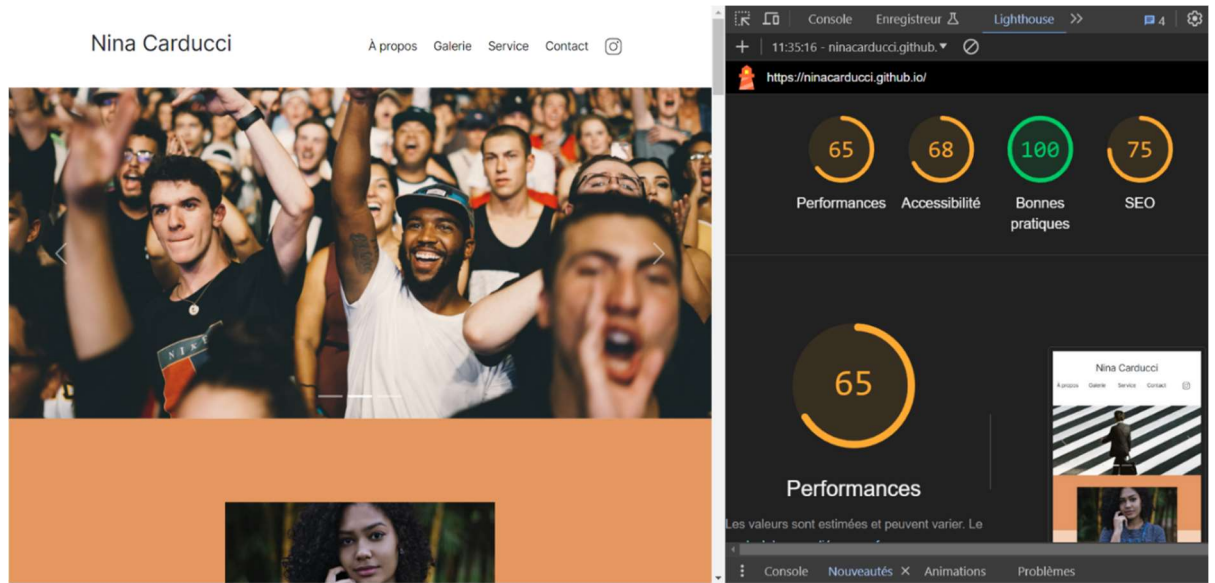 Nina Carducci
À propos Galerie Service Contact
NIKE
Console Enregistreur Lighthouse 4
11:35:16 - ninacarducci.github.
https://ninacarducci.github.io/
65 68 100 75
Performances Accessibilité Bonnes pratiques SEO
65
Performances
Les valeurs sont estimées et peuvent varier. Le
Nina Carducci
À propos Galerie Service Contact
Console Nouveautés Animations Problèmes